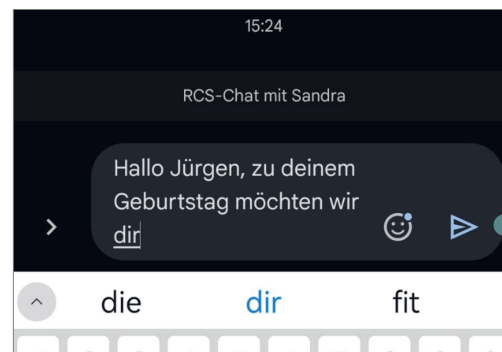 15:24
RCS-Chat mit Sandra
Hallo Jürgen, zu deinem
Geburtstag möchten wir
dir
die dir fit